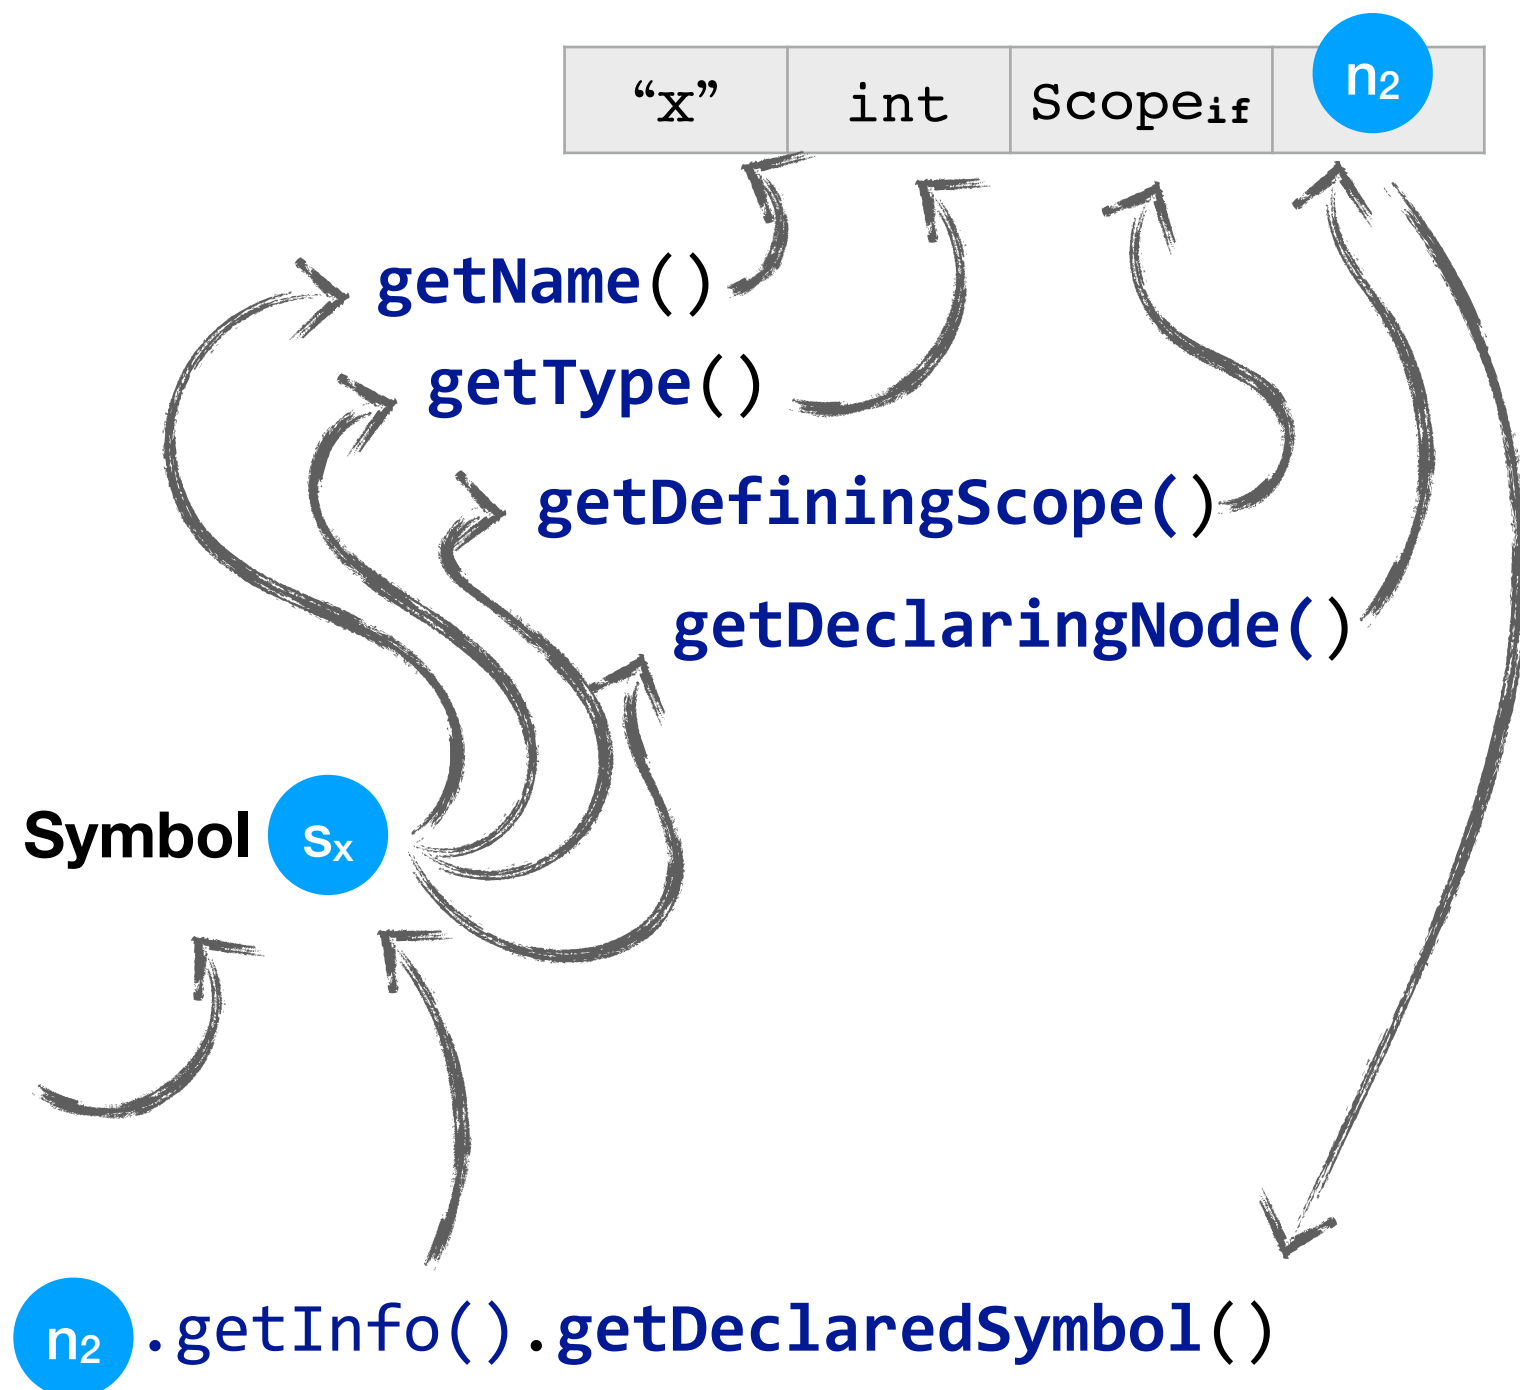 “x” int Scopeif n2
getName()
getType()
getDefiningScope()
getDeclaringNode()
Symbol sx
n2 .getInfo().getDeclaredSymbol()